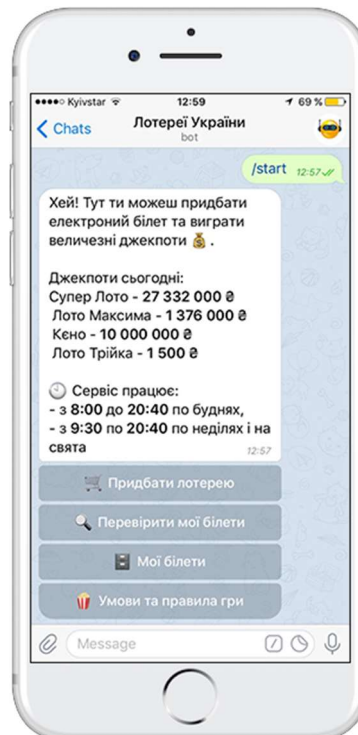 Kyivstar 12:59 69 %
Chats Лотереї України
bot
/start 12:57
Хей! Тут ти можеш придбати
електроний білет та виграти
величезні джекпоти 💰 .
Джекпоти сьогодні:
Супер Лото - 27 332 000 ₴
Лото Максима - 1 376 000 ₴
Кено - 10 000 000 ₴
Лото Трійка - 1 500 ₴
🕙 Сервіс працює:
- з 8:00 до 20:40 по буднях,
- з 9:30 по 20:40 по неділях і на
свята 12:57
🛒 Придбати лотерею
🔍 Перевірити мої білети
🗄 Мої білети
🍿 Умови та правила гри
Message